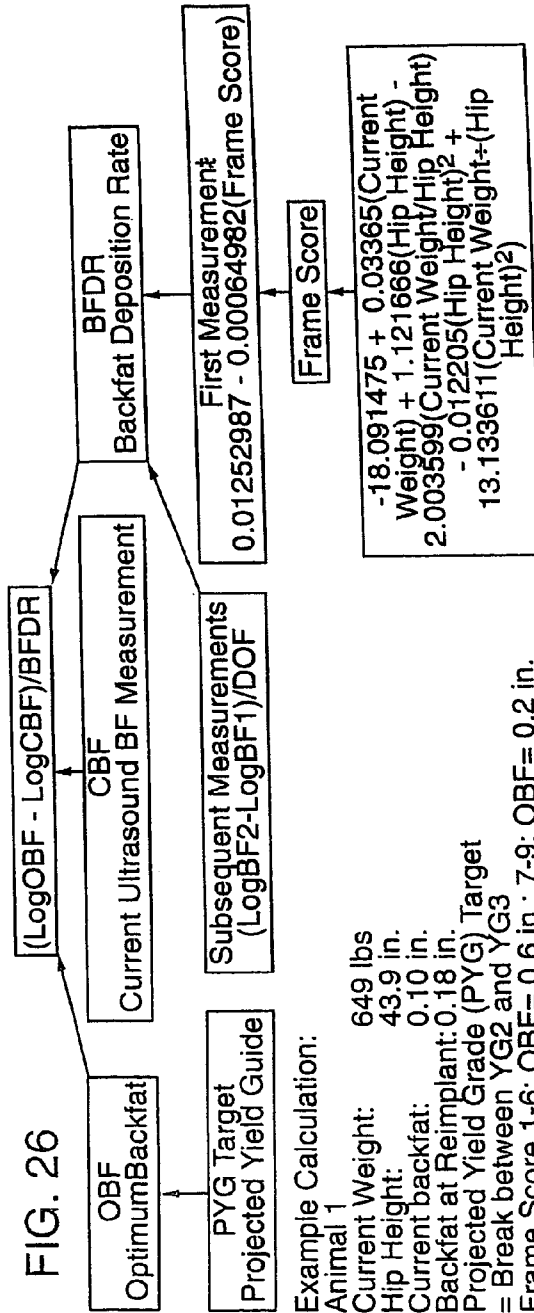 FIG. 26
(LogOBF - LogCBF)/BFDR
OBF
OptimumBackfat
CBF
Current Ultrasound BF Measurement
BFDR
Backfat Deposition Rate
PYG Target
Projected Yield Guide
Subsequent Measurements
(LogBF2-LogBF1)/DOF
First Measurement
0.01252987 - 0.00064982(Frame Score)
Frame Score
-18.091475 + 0.03365(Current
Weight) + 1.121666(Hip Height) -
2.003599(Current Weight/Hip Height)
- 0.012205(Hip Height)² +
13.133611(Current Weight÷(Hip
Height)²)
Example Calculation:
Animal 1
Current Weight: 649 lbs
Hip Height: 43.9 in.
Current backfat: 0.10 in.
Backfat at Reimplant: 0.18 in.
Projected Yield Grade (PYG) Target
= Break between YG2 and YG3
Frame Score 1-6: OBF= 0.6 in.; 7-9: OBF= 0.2 in.